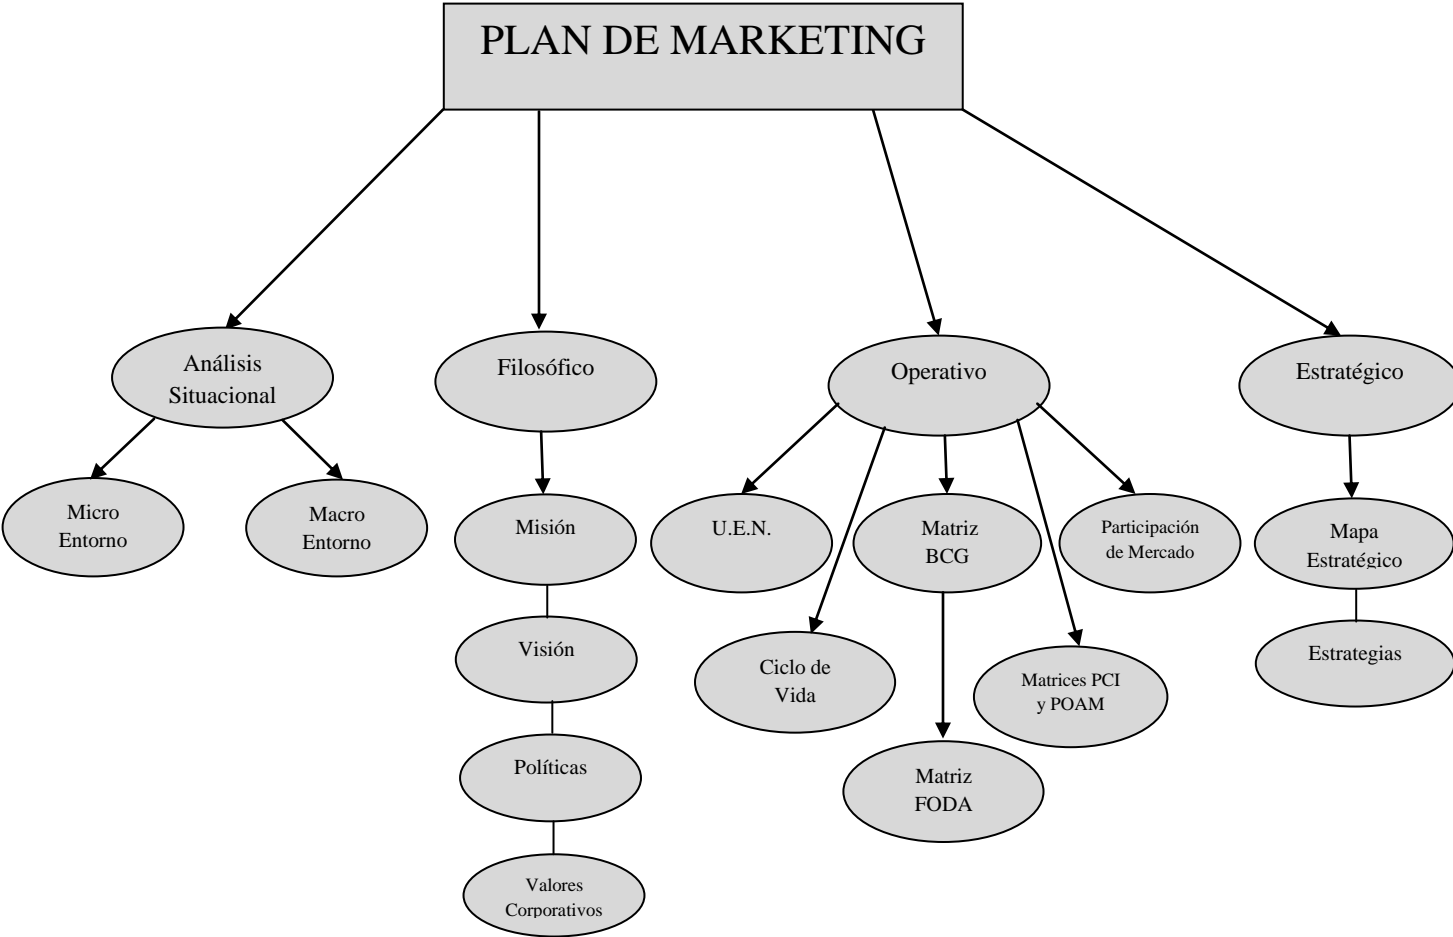 PLAN DE MARKETING
Análisis
Situacional
Filosófico
Operativo
Estratégico
Micro
Entorno
Macro
Entorno
Misión
U.E.N.
Matriz
BCG
Participación
de Mercado
Mapa
Estratégico
Visión
Ciclo de
Vida
Matrices PCI
y POAM
Estrategias
Políticas
Matriz
FODA
Valores
Corporativos